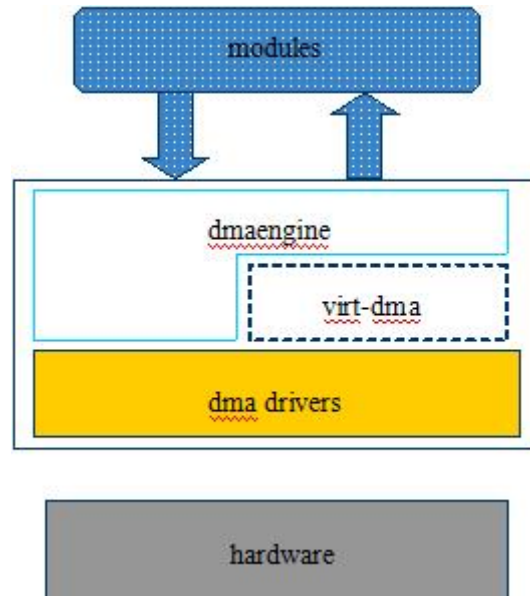 modules
dmaengine
virt-dma
dma drivers
hardware